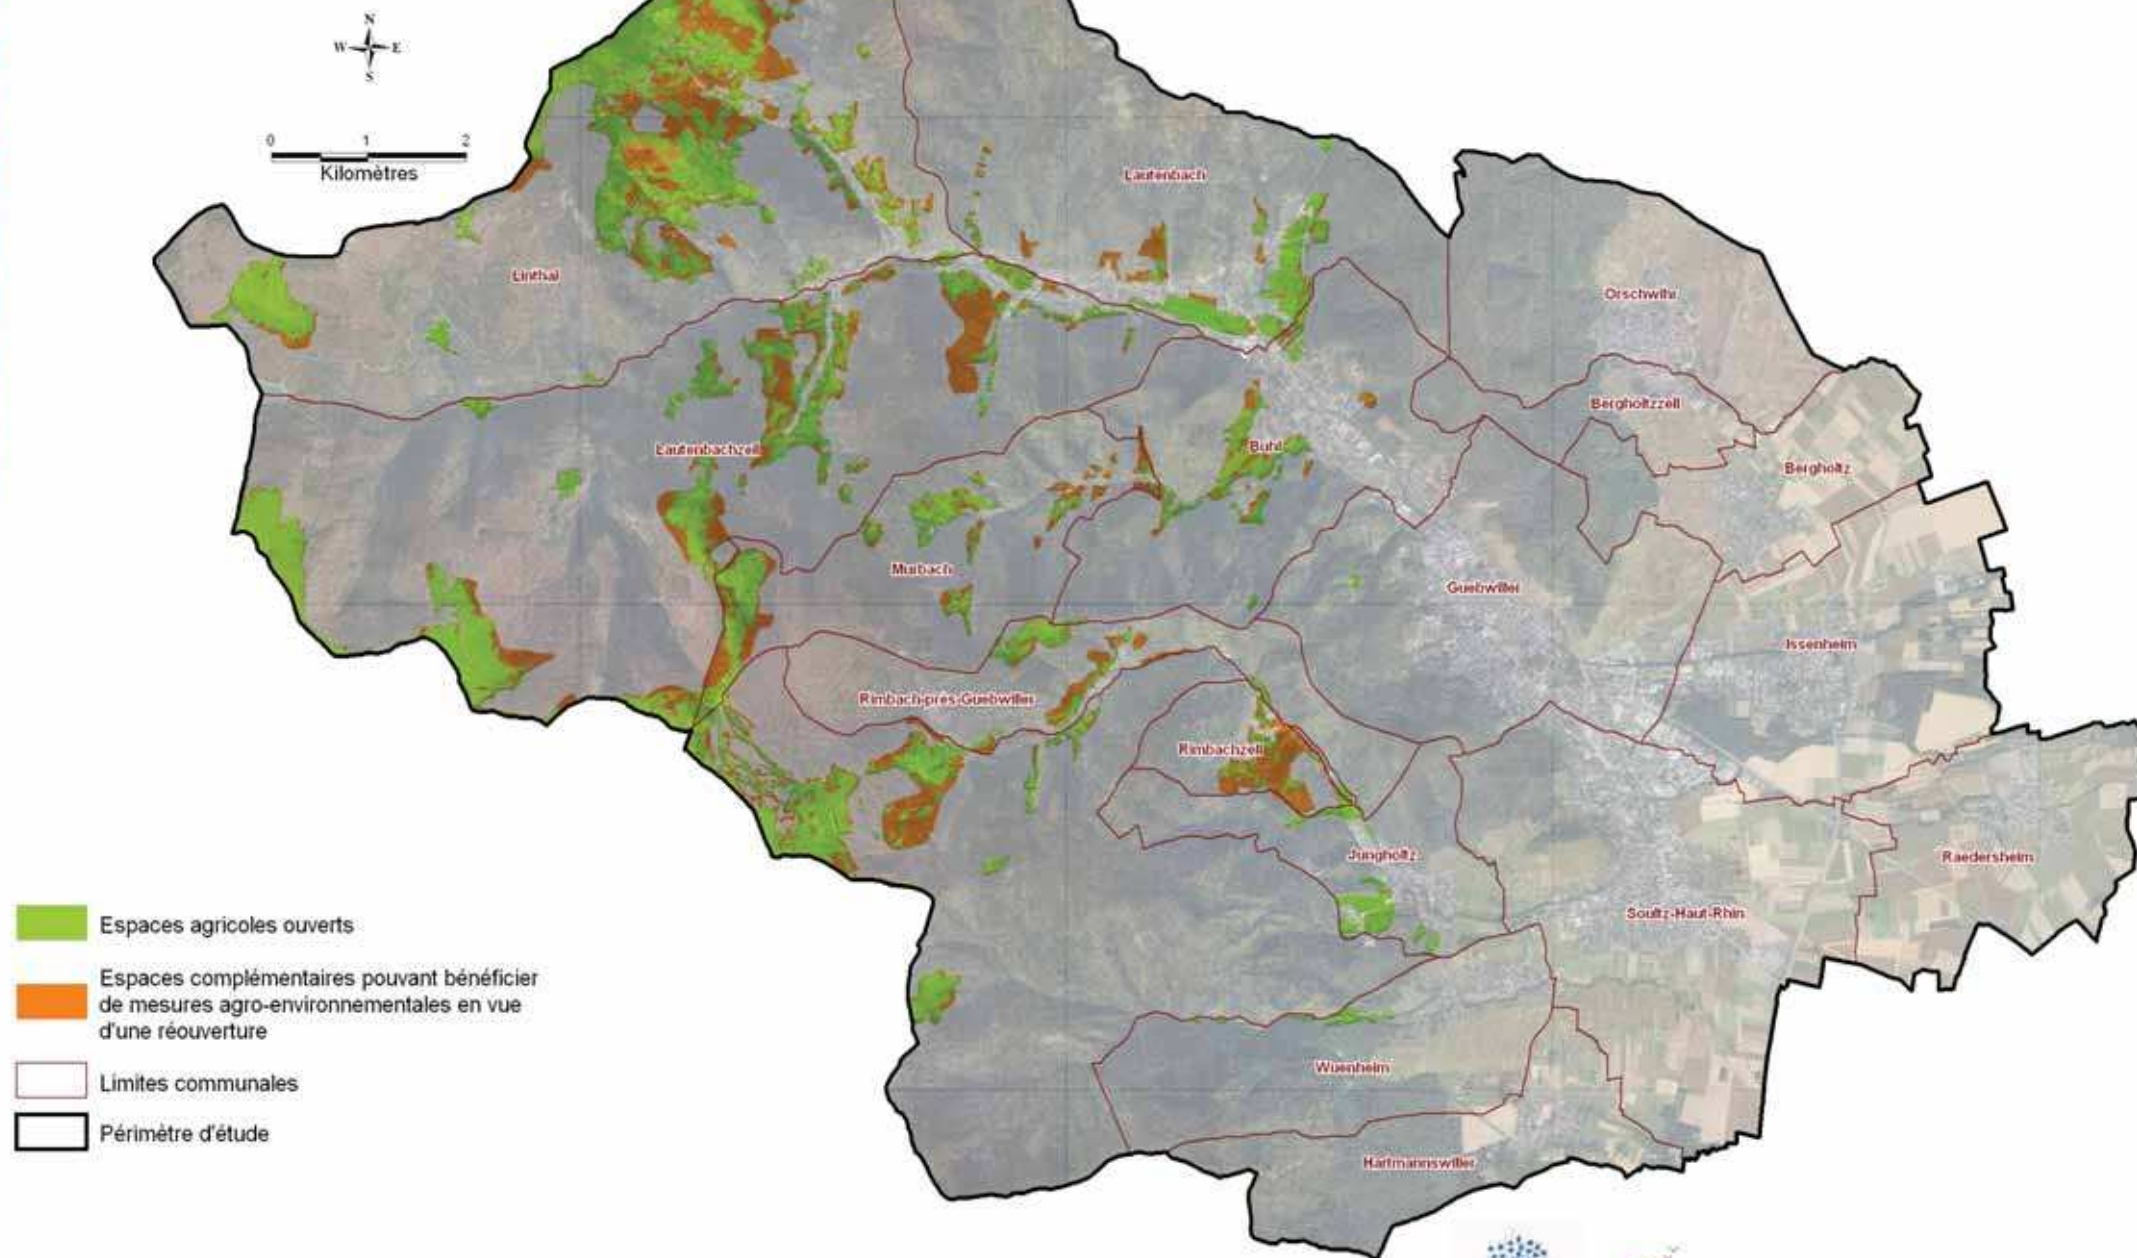 N
W E
S
0 1 2
Kilomètres
Lautenbach
Linthal
Orschwihr
Bergholtzzell
Buhl
Lautenbachzell
Bergholtz
Murbach
Guebwiller
Issenheim
Rimbach-près-Guebwiller
Rimbachzell
Jungholtz
Raedersheim
Soultz-Haut-Rhin
Wuenheim
Hartmannswiller
Espaces agricoles ouverts
Espaces complémentaires pouvant bénéficier
de mesures agro-environnementales en vue
d'une réouverture
Limites communales
Périmètre d'étude